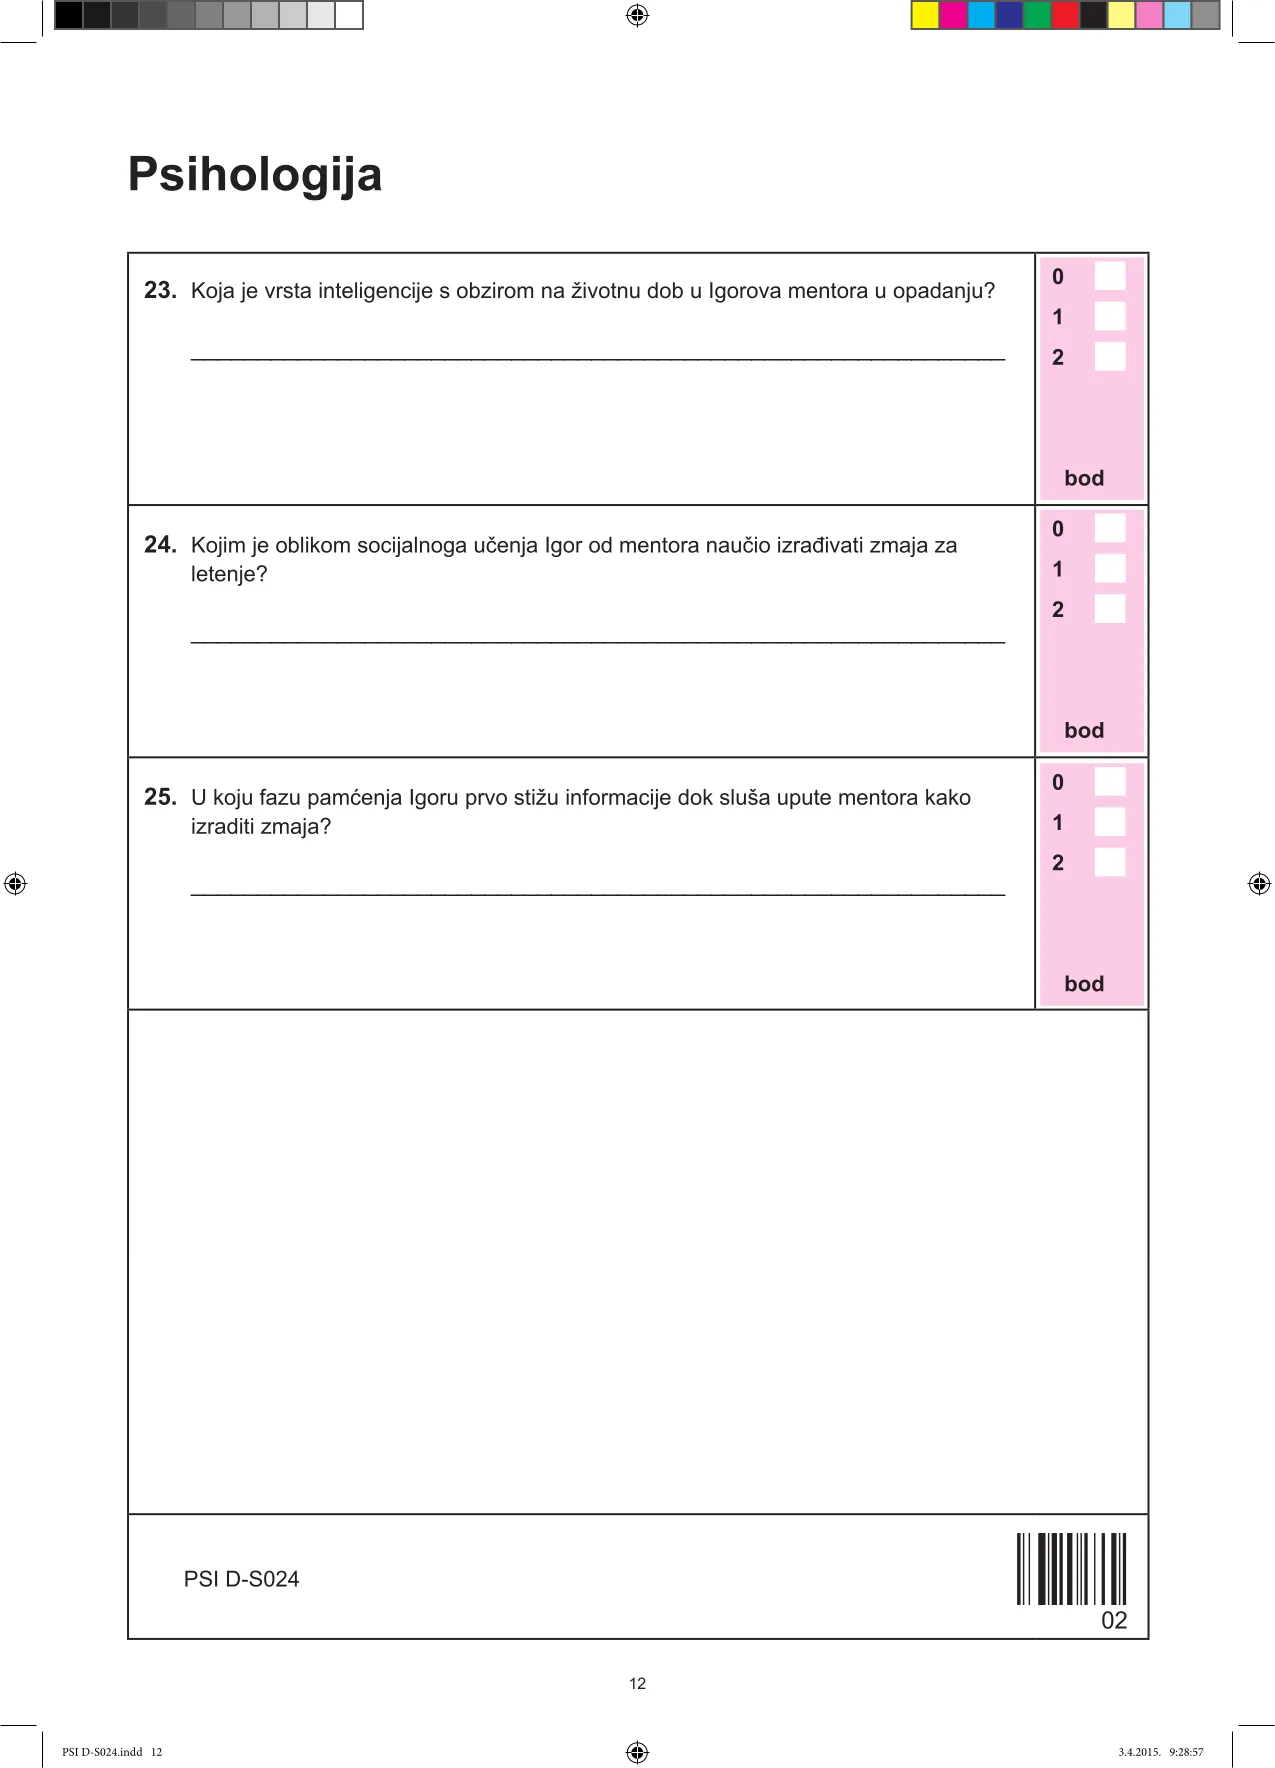 Psihologija
23. Koja je vrsta inteligencije s obzirom na životnu dob u Igorova mentora u opadanju?
0
1
2
bod
24. Kojim je oblikom socijalnoga učenja Igor od mentora naučio izrađivati zmaja za
letenje?
0
1
2
bod
25. U koju fazu pamćenja Igoru prvo stižu informacije dok sluša upute mentora kako
izraditi zmaja?
0
1
2
bod
PSI D-S024
02
12
PSI D-S024.indd 12
3.4.2015. 9:28:57